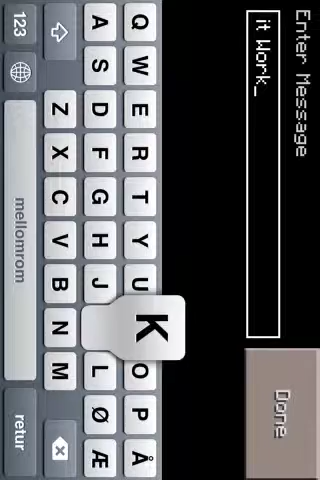 Enter Message
it Work_
Done
Q W E R T Y U O P Å
A S D F G H J K L Ø Æ
Z X C V B N M
123 mellomrom retur